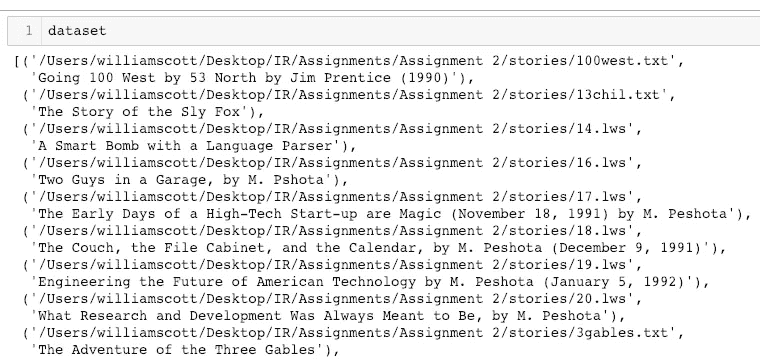 1 dataset
[('/Users/williamscott/Desktop/IR/Assignments/Assignment 2/stories/100west.txt',
'Going 100 West by 53 North by Jim Prentice (1990)'),
('/Users/williamscott/Desktop/IR/Assignments/Assignment 2/stories/13chil.txt',
'The Story of the Sly Fox'),
('/Users/williamscott/Desktop/IR/Assignments/Assignment 2/stories/14.lws',
'A Smart Bomb with a Language Parser'),
('/Users/williamscott/Desktop/IR/Assignments/Assignment 2/stories/16.lws',
'Two Guys in a Garage, by M. Pshota'),
('/Users/williamscott/Desktop/IR/Assignments/Assignment 2/stories/17.lws',
'The Early Days of a High-Tech Start-up are Magic (November 18, 1991) by M. Peshota'),
('/Users/williamscott/Desktop/IR/Assignments/Assignment 2/stories/18.lws',
'The Couch, the File Cabinet, and the Calendar, by M. Peshota (December 9, 1991)'),
('/Users/williamscott/Desktop/IR/Assignments/Assignment 2/stories/19.lws',
'Engineering the Future of American Technology by M. Peshota (January 5, 1992)'),
('/Users/williamscott/Desktop/IR/Assignments/Assignment 2/stories/20.lws',
'What Research and Development Was Always Meant to Be, by M. Peshota'),
('/Users/williamscott/Desktop/IR/Assignments/Assignment 2/stories/3gables.txt',
'The Adventure of the Three Gables'),